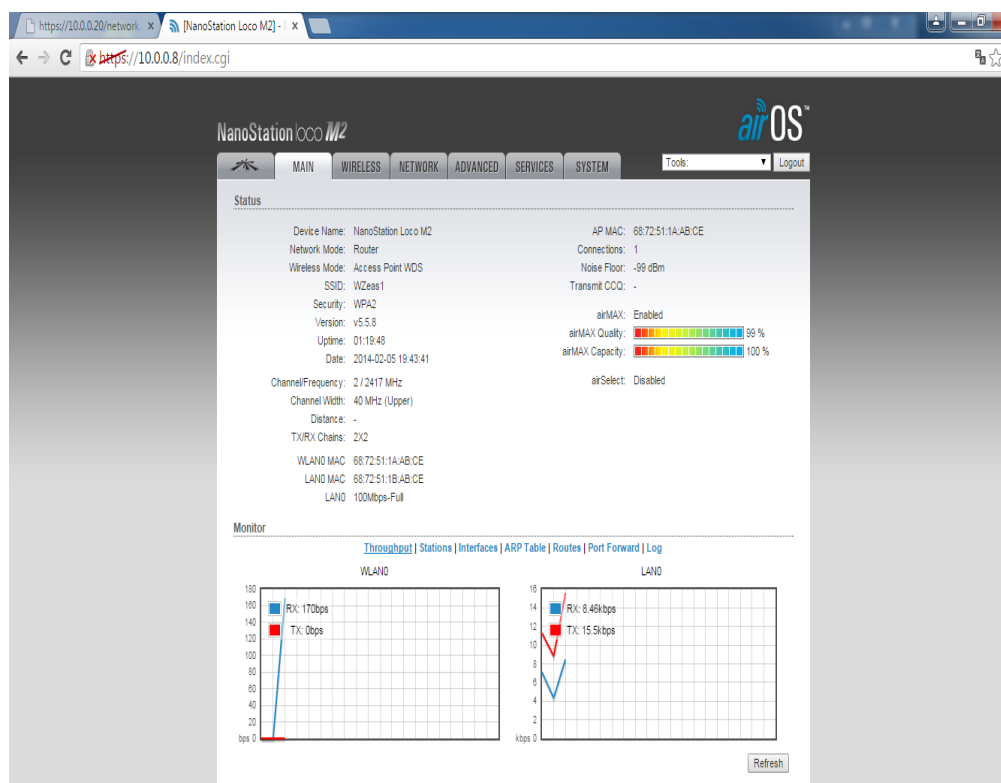 https://10.0.0.20/network. x [NanoStation Loco M2] - x
https://10.0.0.8/index.cgi
NanoStation loco M2 airOS™
MAIN WIRELESS NETWORK ADVANCED SERVICES SYSTEM Tools: Logout
Status
Device Name: NanoStation Loco M2 AP MAC: 68:72:51:1A:AB:CE
Network Mode: Router Connections: 1
Wireless Mode: Access Point WDS Noise Floor: -99 dBm
SSID: WZeas1 Transmit CCQ: -
Security: WPA2 airMAX: Enabled
Version: v5.5.8 airMAX Quality: 99 %
Uptime: 01:19:48 airMAX Capacity: 100 %
Date: 2014-02-05 19:43:41
Channel/Frequency: 2 / 2417 MHz airSelect: Disabled
Channel Width: 40 MHz (Upper)
Distance: -
TX/RX Chains: 2X2
WLAN0 MAC 68:72:51:1A:AB:CE
LAN0 MAC 68:72:51:1B:AB:CE
LAN0 100Mbps-Full
Monitor
Throughput | Stations | Interfaces | ARP Table | Routes | Port Forward | Log
WLAN0 LAN0
180 16
160 RX: 170bps 14 RX: 8.46kbps
140 TX: 0bps 12 TX: 15.5kbps
120 10
100 8
80 6
60 4
40 2
20 kbps 0
bps 0
Refresh